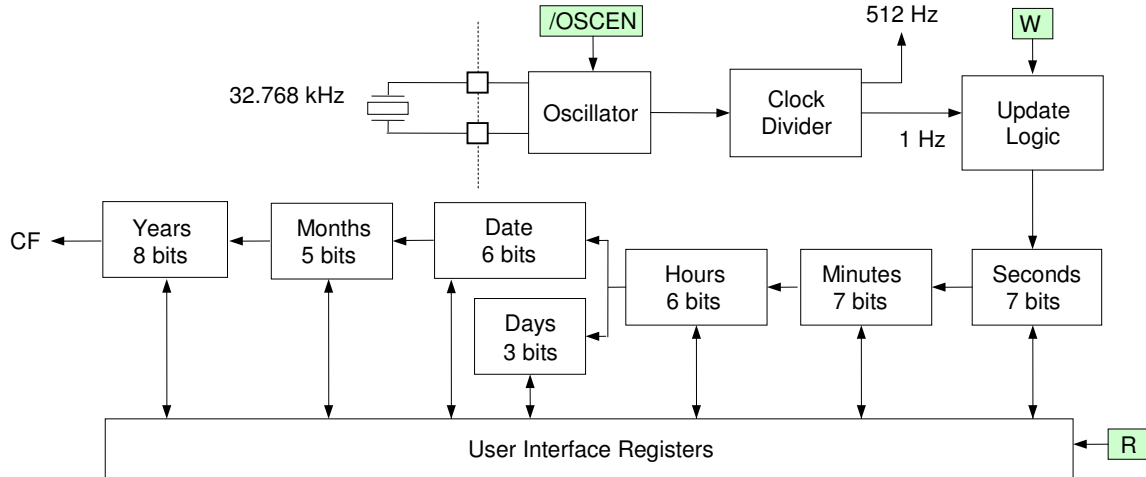 /OSCEN
512 Hz
W
32.768 kHz
Oscillator
Clock
Divider
1 Hz
Update
Logic
CF
Years
8 bits
Months
5 bits
Date
6 bits
Days
3 bits
Hours
6 bits
Minutes
7 bits
Seconds
7 bits
User Interface Registers
R